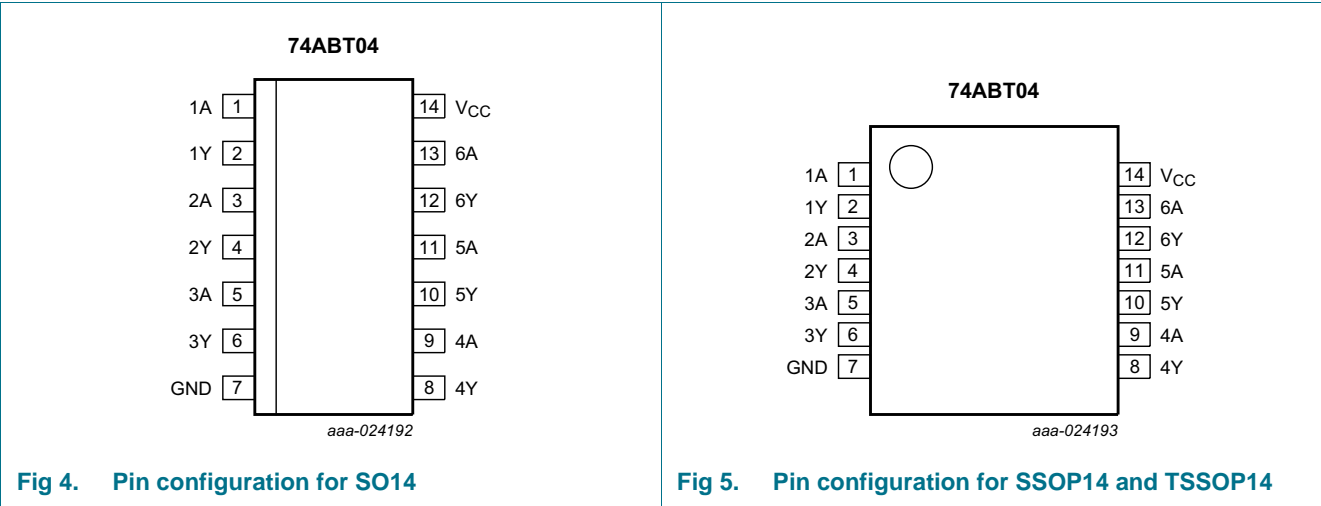 74ABT04
1A 1 14 VCC
1Y 2 13 6A
2A 3 12 6Y
2Y 4 11 5A
3A 5 10 5Y
3Y 6 9 4A
GND 7 8 4Y
aaa-024192
Fig 4. Pin configuration for SO14
74ABT04
1A 1 14 VCC
1Y 2 13 6A
2A 3 12 6Y
2Y 4 11 5A
3A 5 10 5Y
3Y 6 9 4A
GND 7 8 4Y
aaa-024193
Fig 5. Pin configuration for SSOP14 and TSSOP14